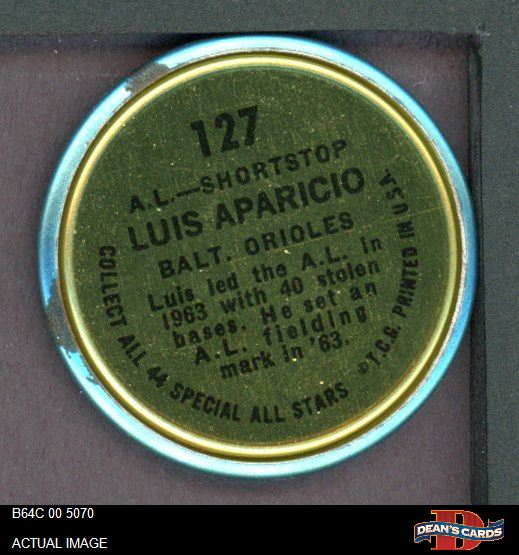 127
A.L.—SHORTSTOP
LUIS APARICIO
BALT. ORIOLES
Luis led the A.L. in
1963 with 40 stolen
bases. He set an
A.L. fielding
mark in '63.
COLLECT ALL 44 SPECIAL ALL STARS
©T.C.G. PRINTED IN U.S.A.
B64C 00 5070
ACTUAL IMAGE
D
DEAN'S CARDS